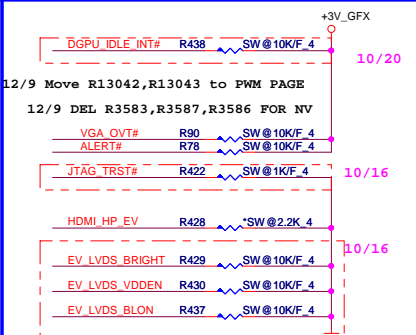 +3V_GFX
DGPU_IDLE_INT# R438 SW@10K/F_4
10/20
12/9 Move R13042,R13043 to PWM PAGE
12/9 DEL R3583,R3587,R3586 FOR NV
VGA_OVT# R90 SW@10K/F_4
ALERT# R78 SW@10K/F_4
JTAG_TRST# R422 SW@1K/F_4 10/16
HDMI_HP_EV R428 *SW@2.2K_4
10/16
EV_LVDS_BRIGHT R429 SW@10K/F_4
EV_LVDS_VDDEN R430 SW@10K/F_4
EV_LVDS_BLON R437 SW@10K/F_4